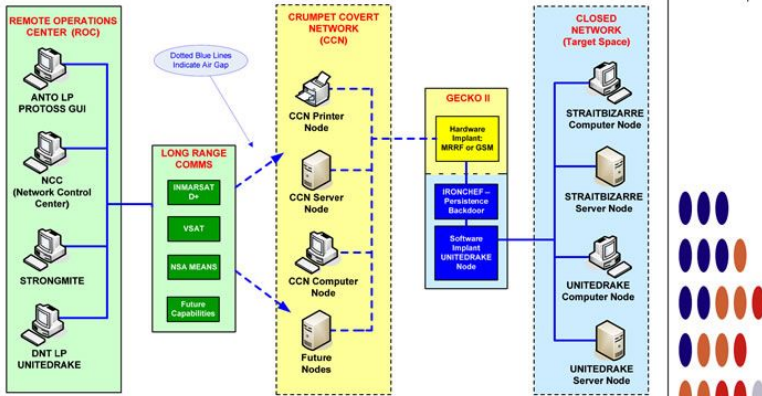 REMOTE OPERATIONS
CENTER (ROC)
ANTO LP
PROTOSS GUI
NCC
(Network Control
Center)
STRONGMITE
DNT LP
UNITEDRAKE
LONG RANGE
COMMS
INMARSAT
D+
VSAT
NSA MEANS
Future
Capabilities
Dotted Blue Lines
Indicate Air Gap
CRUMPET COVERT
NETWORK
(CCN)
CCN Printer
Node
CCN Server
Node
CCN Computer
Node
Future
Nodes
GECKO II
Hardware
Implant:
MRRF or GSM
IRONCHEF –
Persistence
Backdoor
Software
Implant
UNITEDRAKE
Node
CLOSED
NETWORK
(Target Space)
STRAITBIZARRE
Computer Node
STRAITBIZARRE
Server Node
UNITEDRAKE
Computer Node
UNITEDRAKE
Server Node